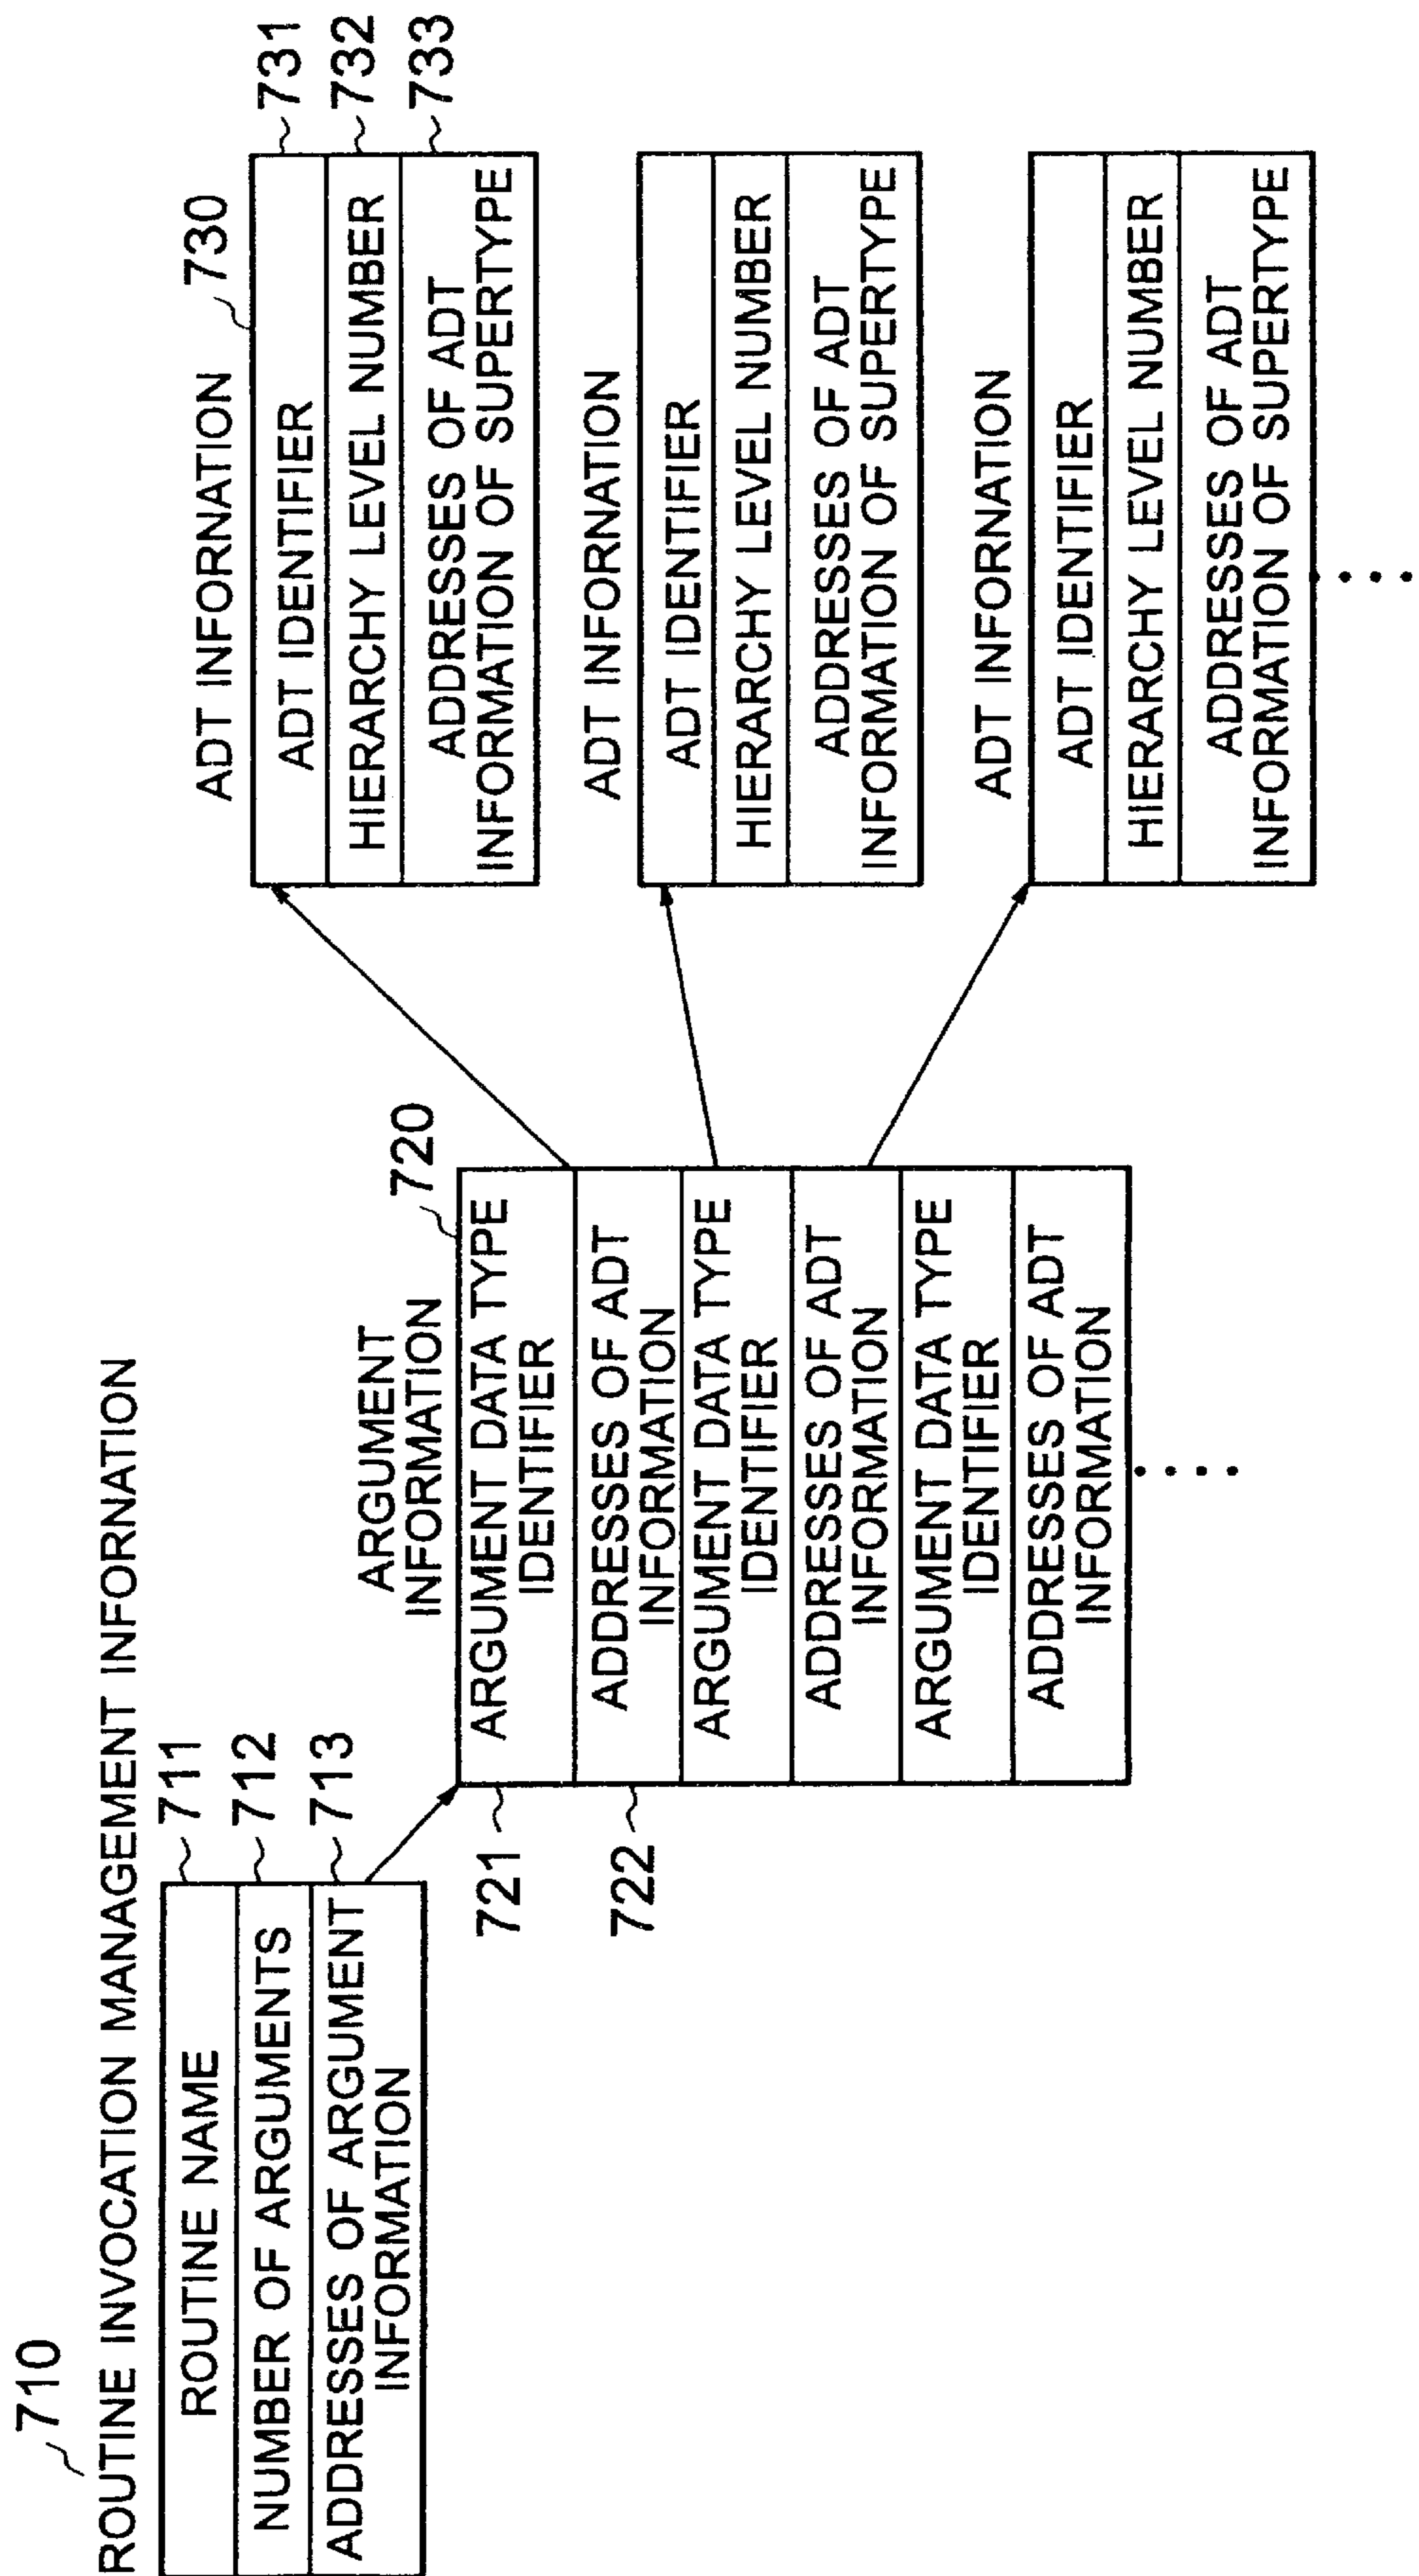 710
ROUTINE INVOCATION MANAGEMENT INFORNATION
ROUTINE NAME
711
NUMBER OF ARGUMENTS
712
ADDRESSES OF ARGUMENT
INFORMATION
713
ARGUMENT
INFORMATION
720
721
ARGUMENT DATA TYPE
IDENTIFIER
722
ADDRESSES OF ADT
INFORMATION
ARGUMENT DATA TYPE
IDENTIFIER
ADDRESSES OF ADT
INFORMATION
ARGUMENT DATA TYPE
IDENTIFIER
ADDRESSES OF ADT
INFORMATION
ADT INFORNATION
730
ADT IDENTIFIER
731
HIERARCHY LEVEL NUMBER
732
ADDRESSES OF ADT
INFORMATION OF SUPERTYPE
733
ADT INFORNATION
ADT IDENTIFIER
HIERARCHY LEVEL NUMBER
ADDRESSES OF ADT
INFORMATION OF SUPERTYPE
ADT INFORNATION
ADT IDENTIFIER
HIERARCHY LEVEL NUMBER
ADDRESSES OF ADT
INFORMATION OF SUPERTYPE